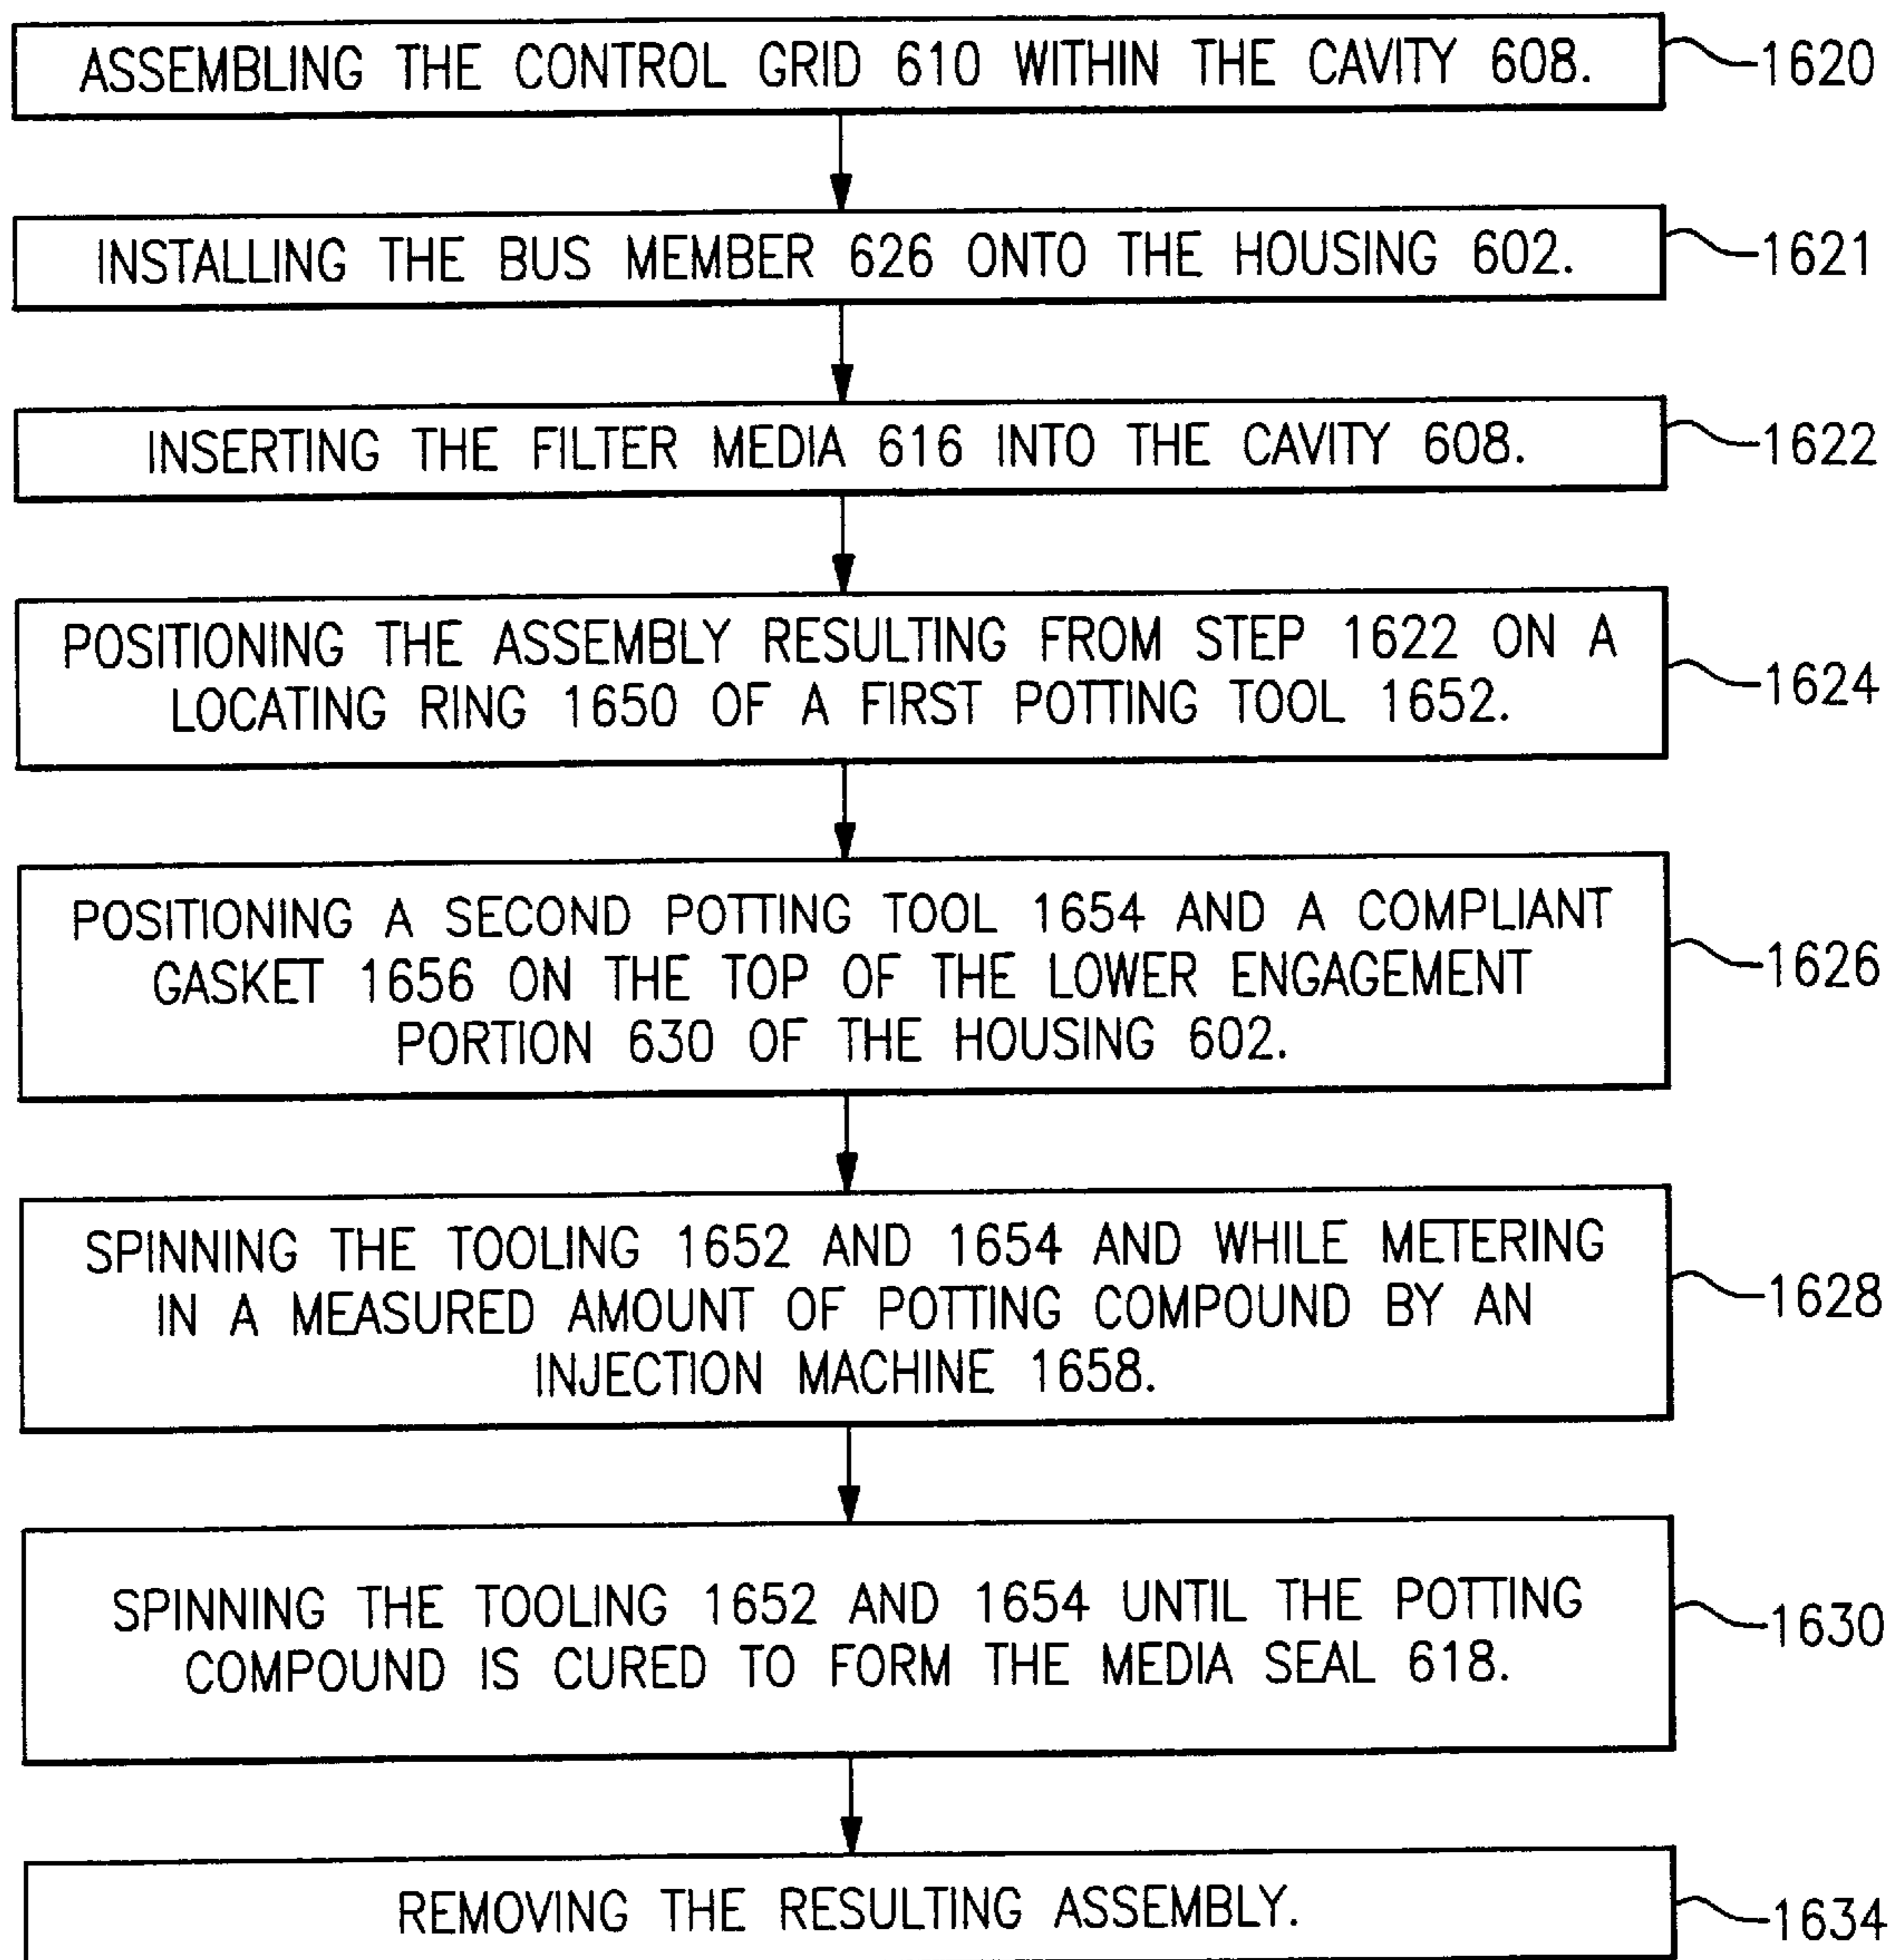 ASSEMBLING THE CONTROL GRID 610 WITHIN THE CAVITY 608.
1620
INSTALLING THE BUS MEMBER 626 ONTO THE HOUSING 602.
1621
INSERTING THE FILTER MEDIA 616 INTO THE CAVITY 608.
1622
POSITIONING THE ASSEMBLY RESULTING FROM STEP 1622 ON A
LOCATING RING 1650 OF A FIRST POTTING TOOL 1652.
1624
POSITIONING A SECOND POTTING TOOL 1654 AND A COMPLIANT
GASKET 1656 ON THE TOP OF THE LOWER ENGAGEMENT
PORTION 630 OF THE HOUSING 602.
1626
SPINNING THE TOOLING 1652 AND 1654 AND WHILE METERING
IN A MEASURED AMOUNT OF POTTING COMPOUND BY AN
INJECTION MACHINE 1658.
1628
SPINNING THE TOOLING 1652 AND 1654 UNTIL THE POTTING
COMPOUND IS CURED TO FORM THE MEDIA SEAL 618.
1630
REMOVING THE RESULTING ASSEMBLY.
1634